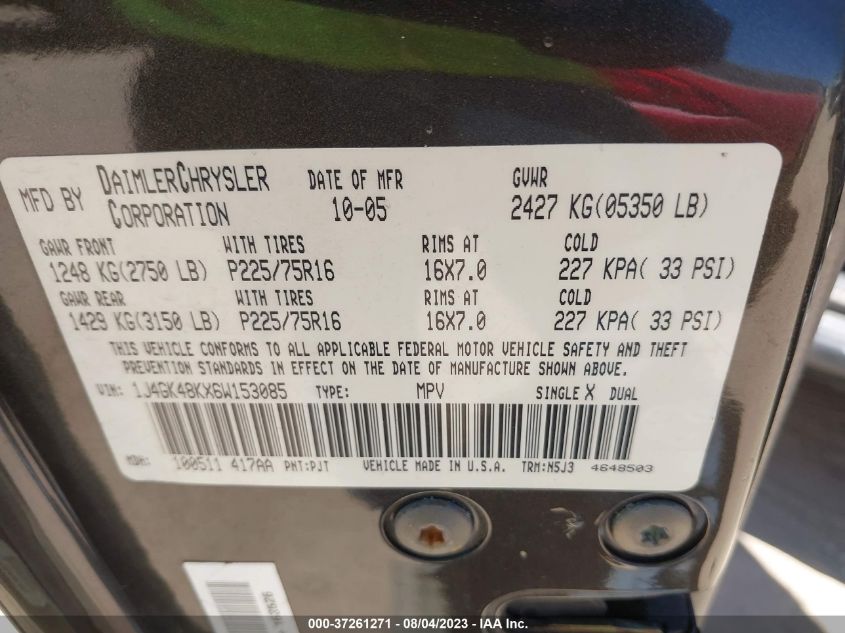 MFD BY DAIMLERCHRYSLER CORPORATION DATE OF MFR 10-05 GVWR 2427 KG(05350 LB)
GAWR FRONT WITH TIRES RIMS AT COLD
1248 KG(2750 LB) P225/75R16 16X7.0 227 KPA( 33 PSI)
GAWR REAR WITH TIRES RIMS AT COLD
1429 KG(3150 LB) P225/75R16 16X7.0 227 KPA( 33 PSI)
THIS VEHICLE CONFORMS TO ALL APPLICABLE FEDERAL MOTOR VEHICLE SAFETY AND THEFT
PREVENTION STANDARDS IN EFFECT ON THE DATE OF MANUFACTURE SHOWN ABOVE.
VIN: 1J4GK48KX6W153085 TYPE: MPV SINGLE X DUAL
MDH: 100511 417AA PNT:PJT VEHICLE MADE IN U.S.A. TRM:N5J3 4648503
000-37261271 - 08/04/2023 - IAA Inc.